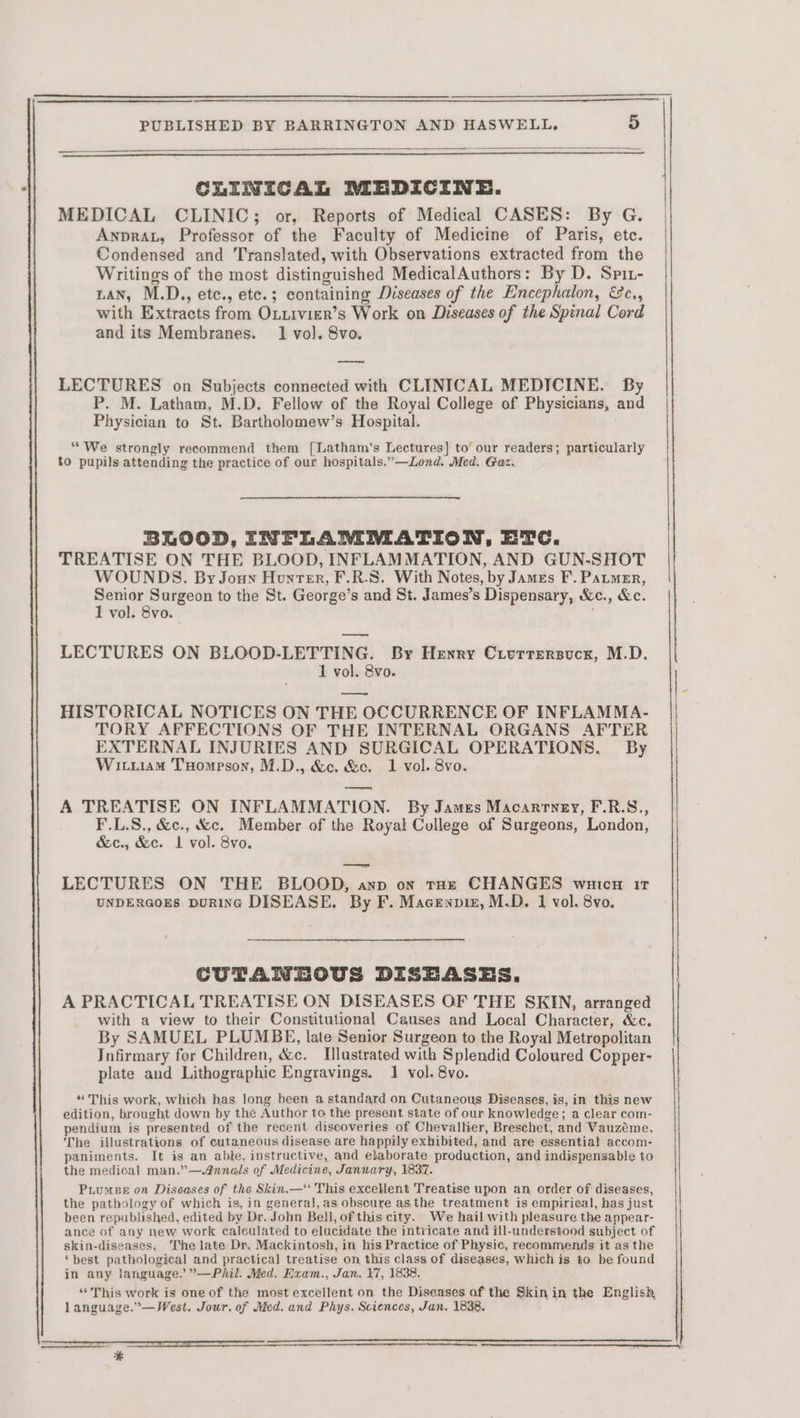 PUBLISHED BY BARRINGTON AND HASWELL. 5
CLINICAL MEDICINE.
MEDICAL CLINIC; or, Reports of Medical CASES: By G.
ANDRAL, Professor of the Faculty of Medicine of Paris, etc.
Condensed and Translated, with Observations extracted from the
Writings of the most distinguished MedicalAuthors: By D. SPIL-
LAN, M.D., etc., etc.; containing Diseases of the Encephalon, &c.,
with Extracts from OLLIVIER's Work on Diseases of the Spinal Cord
and its Membranes. 1 vol. 8vo.
LECTURES on Subjects connected with CLINICAL MEDICINE. By
P. M. Latham, M.D. Fellow of the Royal College of Physicians, and
Physician to St. Bartholomew's Hospital.
“We strongly recommend them [Latham's Lectures] to our readers; particularly
to pupils attending the practice of our hospitals.”—Lond. Med. Gaz.
BLOOD, INFLAMMATION, ETC.
TREATISE ON THE BLOOD, INFLAMMATION, AND GUN-SHOT
WOUNDS. By JOHN HUNTER, F.R.S. With Notes, by JAMES F. PALMER,
Senior Surgeon to the St. George's and St. James's Dispensary, &c., &c.
1 vol. 8vo.
LECTURES ON BLOOD-LETTING. BY HENRY CLUTTERBUCK, M.D.
1 vol. 8vo.
HISTORICAL NOTICES ON THE OCCURRENCE OF INFLAMMA-
TORY AFFECTIONS OF THE INTERNAL ORGANS AFTER
EXTERNAL INJURIES AND SURGICAL OPERATIONS. By
WILLIAM THOMPSON, M.D., &c. &c. 1 vol. 8vo.
A TREATISE ON INFLAMMATION. By JAMES MACARTNEY, F.R.S.,
F.L.S., &c., &c. Member of the Royal College of Surgeons, London,
&c., &c. 1 vol. 8vo.
LECTURES ON THE BLOOD, AND ON THE CHANGES WHICH IT
UNDERGOES DURING DISEASE. By F. MAGENDIE, M.D. 1 vol. 8vo.
CUTANEOUS DISEASES.
A PRACTICAL TREATISE ON DISEASES OF THE SKIN, arranged
with a view to their Constitutional Causes and Local Character, &c.
By SAMUEL PLUMBE, late Senior Surgeon to the Royal Metropolitan
Infirmary for Children, &c. Illustrated with Splendid Coloured Copper-
plate and Lithographic Engravings. 1 vol. 8vo.
“This work, which has long been a standard on Cutaneous Diseases, is, in this new
edition, brought down by the Author to the present state of our knowledge; a clear com-
pendium is presented of the recent discoveries of Chevallier, Breschet, and Vauzème.
The illustrations of cutaneous disease are happily exhibited, and are essential accom-
paniments. It is an able, instructive, and elaborate production, and indispensable to
the medical man.”—Annals of Medicine, January, 1837.
PLUMBE on Diseases of the Skin.—“This excellent Treatise upon an order of diseases,
the pathology of which is, in general, as obscure as the treatment is empirical, has just
been republished, edited by Dr. John Bell, of this city. We hail with pleasure the appear-
ance of any new work calculated to elucidate the intricate and ill-understood subject of
skin-diseases. The late Dr. Mackintosh, in his Practice of Physic, recommends it as the
‘best pathological and practical treatise on this class of diseases, which is to be found
in any language.’”—Phil. Med. Exam., Jan. 17, 1838.
“This work is one of the most excellent on the Diseases of the Skin in the English
language.”—West. Jour. of Med. and Phys. Sciences, Jan. 1838.
*